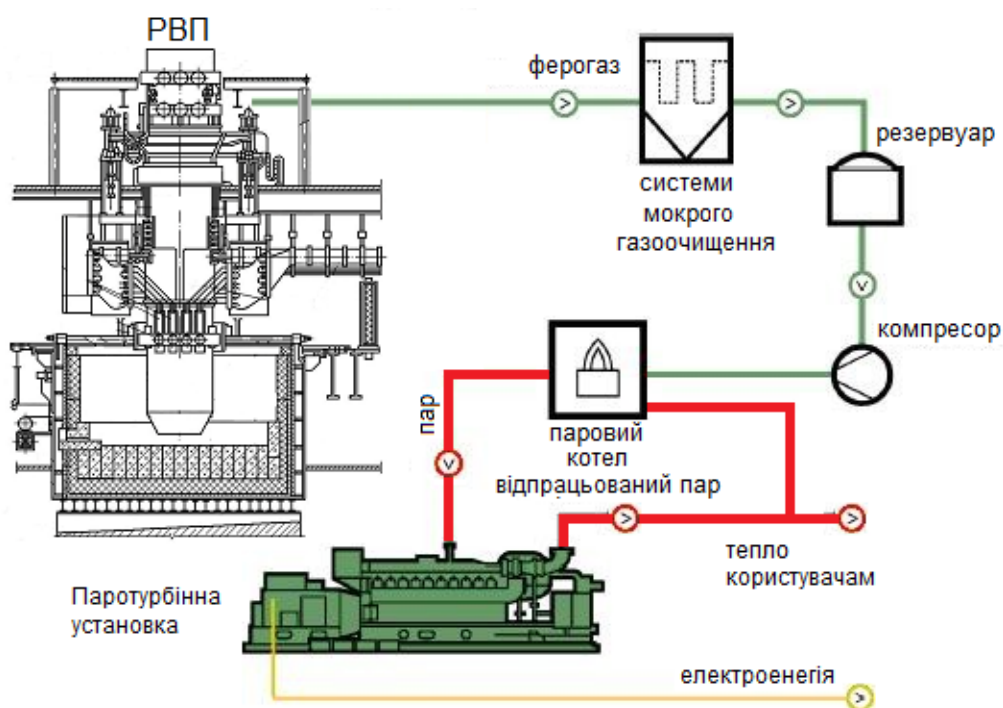 РВП
ферогаз
системи
мокрого
газоочищення
резервуар
компресор
пар
паровий
котел
відпрацьований пар
тепло
користувачам
Паротурбінна
установка
електроенегія